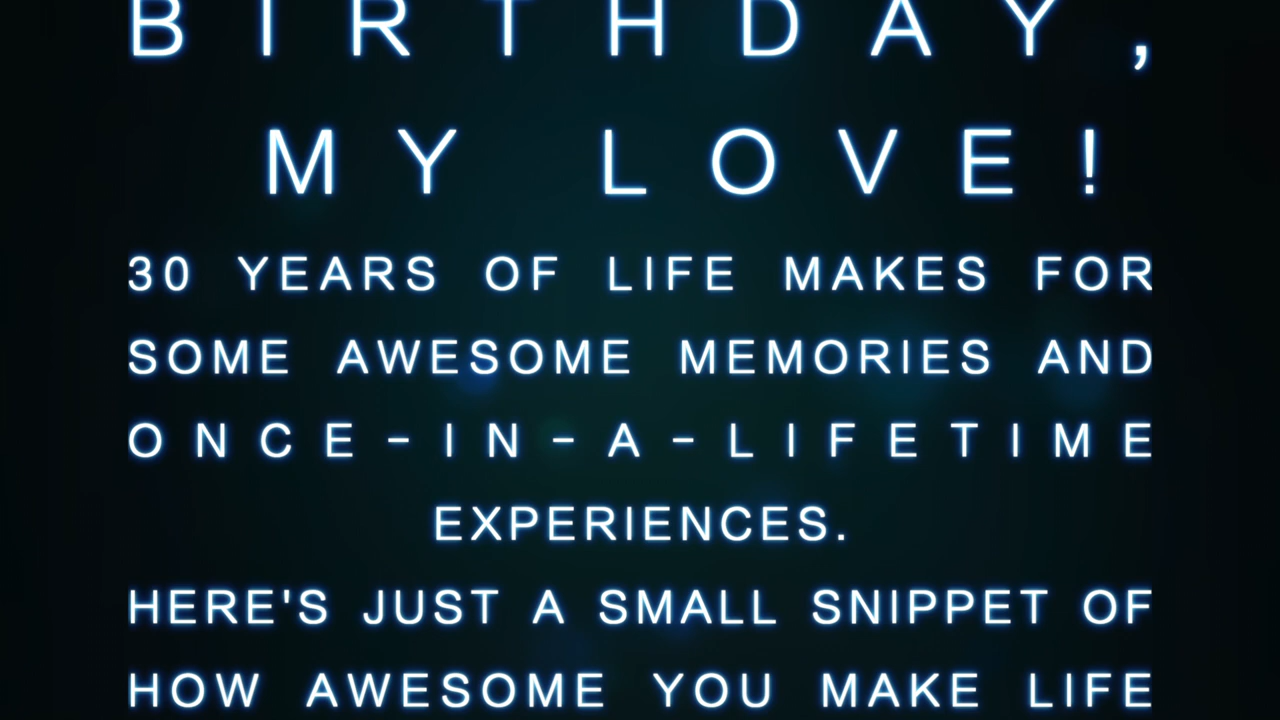 BIRTHDAY,
MY LOVE!
30 YEARS OF LIFE MAKES FOR
SOME AWESOME MEMORIES AND
ONCE-IN-A-LIFETIME
EXPERIENCES.
HERE'S JUST A SMALL SNIPPET OF
HOW AWESOME YOU MAKE LIFE